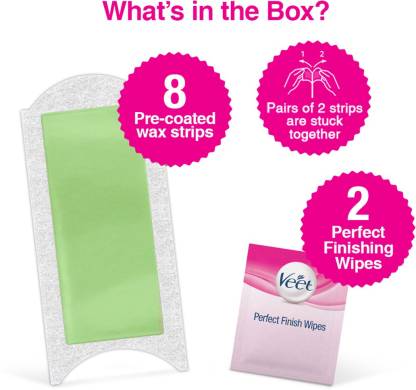 What's in the Box?
8
Pre-coated
wax strips
1 2
Pairs of 2 strips
are stuck
together
2
Perfect
Finishing
Wipes
Veet
Perfect Finish Wipes